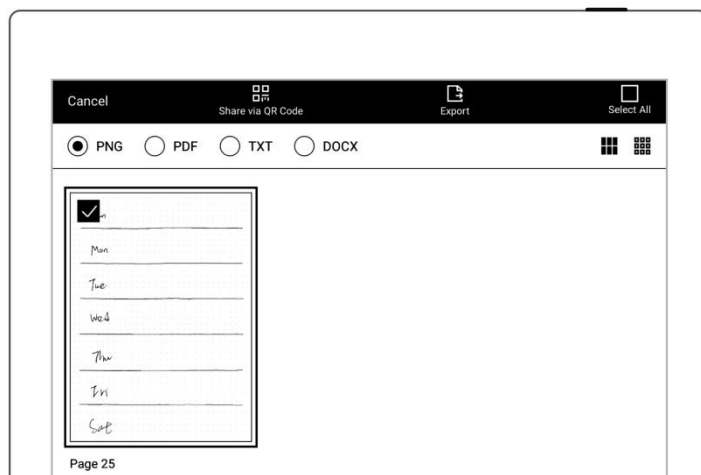 Cancel
Share via QR Code
Export
Select All
PNG PDF TXT DOCX
Mon
Tue
Wed
Thu
Fri
Sat
Page 25